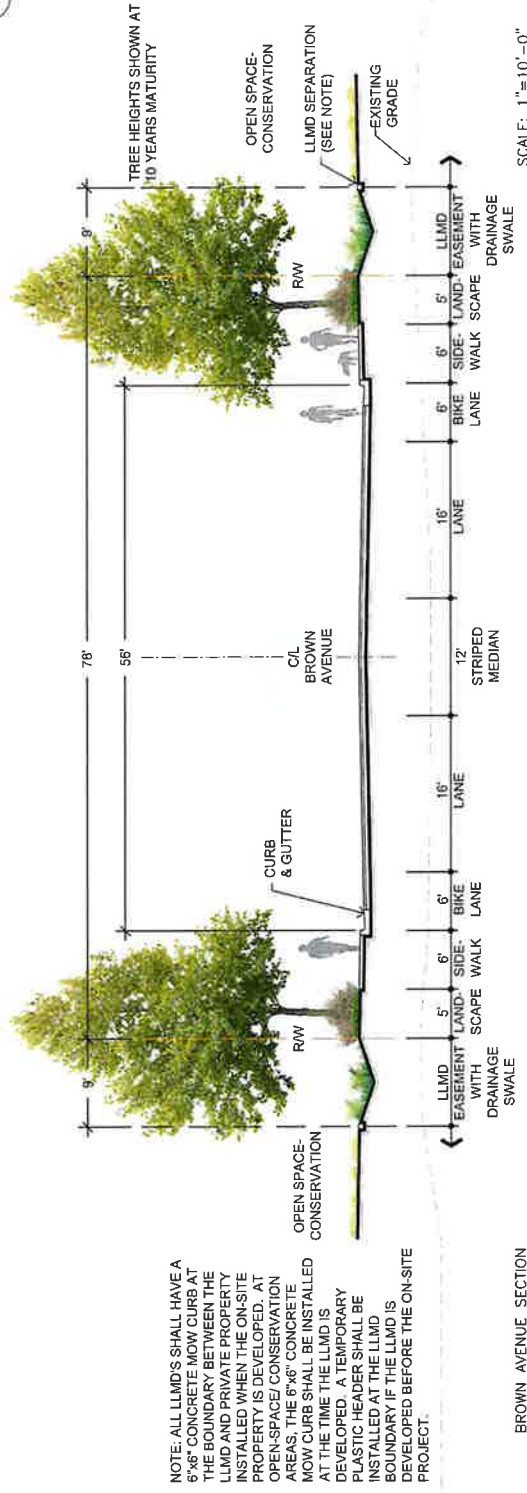 NOTE: ALL LLMD'S SHALL HAVE A
6"x6" CONCRETE MOW CURB AT
THE BOUNDARY BETWEEN THE
LLMD AND PRIVATE PROPERTY
INSTALLED WHEN THE ON-SITE
PROPERTY IS DEVELOPED. AT
OPEN-SPACE/ CONSERVATION
AREAS, THE 6"x6" CONCRETE
MOW CURB SHALL BE INSTALLED
AT THE TIME THE LLMD IS
DEVELOPED. A TEMPORARY
PLASTIC HEADER SHALL BE
INSTALLED AT THE LLMD
BOUNDARY IF THE LLMD IS
DEVELOPED BEFORE THE ON-SITE
PROJECT.
9'
78'
9'
56'
TREE HEIGHTS SHOWN AT
10 YEARS MATURITY
OPEN SPACE-
CONSERVATION
R/W
CURB
& GUTTER
C/L
BROWN
AVENUE
R/W
OPEN SPACE-
CONSERVATION
LLMD SEPARATION
(SEE NOTE)
EXISTING
GRADE
LLMD
EASEMENT
WITH
DRAINAGE
SWALE
5'
LAND-
SCAPE
6'
SIDE-
WALK
6'
BIKE
LANE
16'
LANE
12'
STRIPED
MEDIAN
16'
LANE
6'
BIKE
LANE
6'
SIDE-
WALK
5'
LAND-
SCAPE
LLMD
EASEMENT
WITH
DRAINAGE
SWALE
BROWN AVENUE SECTION
SCALE: 1"=10'-0"